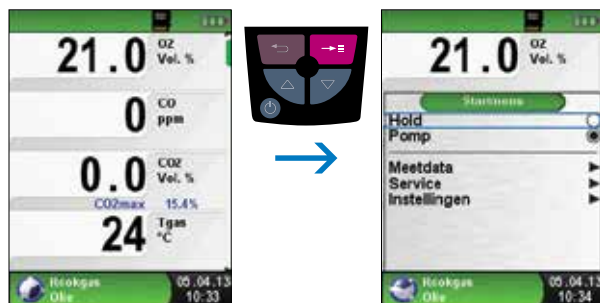 21.0 O2 Vol. %
0 CO ppm
0.0 CO2 Vol. %
CO2max 15.4%
24 Tgas °C
Rookgas 05.04.13
Olie 10:33
21.0 O2 Vol. %
Startmenu
Hold
Pomp
Meetdata
Service
Instellingen
Rookgas 05.04.13
Olie 10:34